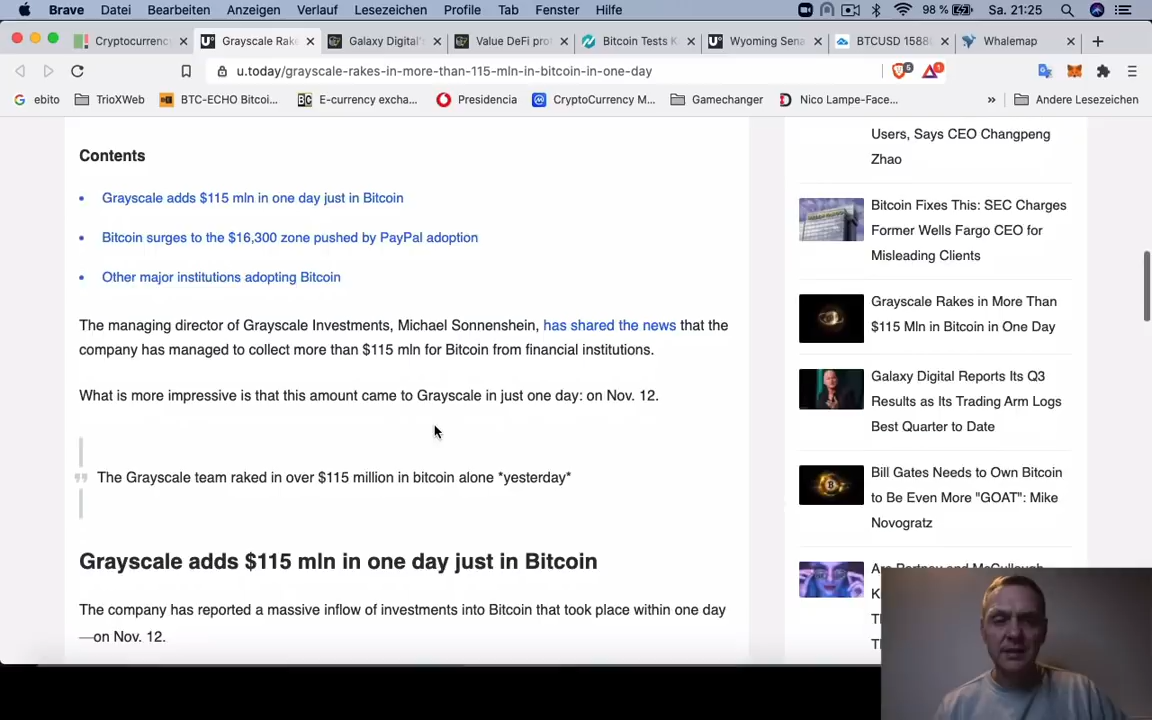 Brave Datei Bearbeiten Anzeigen Verlauf Lesezeichen Profile Tab Fenster Hilfe 98 % Sa. 21:25
Cryptocurrenc Grayscale Rake Galaxy Digital's Value DeFi pro Bitcoin Tests K Wyoming Sena BTCUSD 1588 Whalemap
u.today/grayscale-rakes-in-more-than-115-mln-in-bitcoin-in-one-day
ebito TrioXWeb BTC-ECHO Bitcoi... E-currency excha... Presidencia CryptoCurrency M... Gamechanger Nico Lampe-Face... » Andere Lesezeichen
Contents
Grayscale adds $115 mln in one day just in Bitcoin
Bitcoin surges to the $16,300 zone pushed by PayPal adoption
Other major institutions adopting Bitcoin
The managing director of Grayscale Investments, Michael Sonnenshein, has shared the news that the
company has managed to collect more than $115 mln for Bitcoin from financial institutions.
What is more impressive is that this amount came to Grayscale in just one day: on Nov. 12.
The Grayscale team raked in over $115 million in bitcoin alone *yesterday*
Grayscale adds $115 mln in one day just in Bitcoin
The company has reported a massive inflow of investments into Bitcoin that took place within one day
—on Nov. 12.
Users, Says CEO Changpeng
Zhao
Bitcoin Fixes This: SEC Charges
Former Wells Fargo CEO for
Misleading Clients
Grayscale Rakes in More Than
$115 Mln in Bitcoin in One Day
Galaxy Digital Reports Its Q3
Results as Its Trading Arm Logs
Best Quarter to Date
Bill Gates Needs to Own Bitcoin
to Be Even More "GOAT": Mike
Novogratz